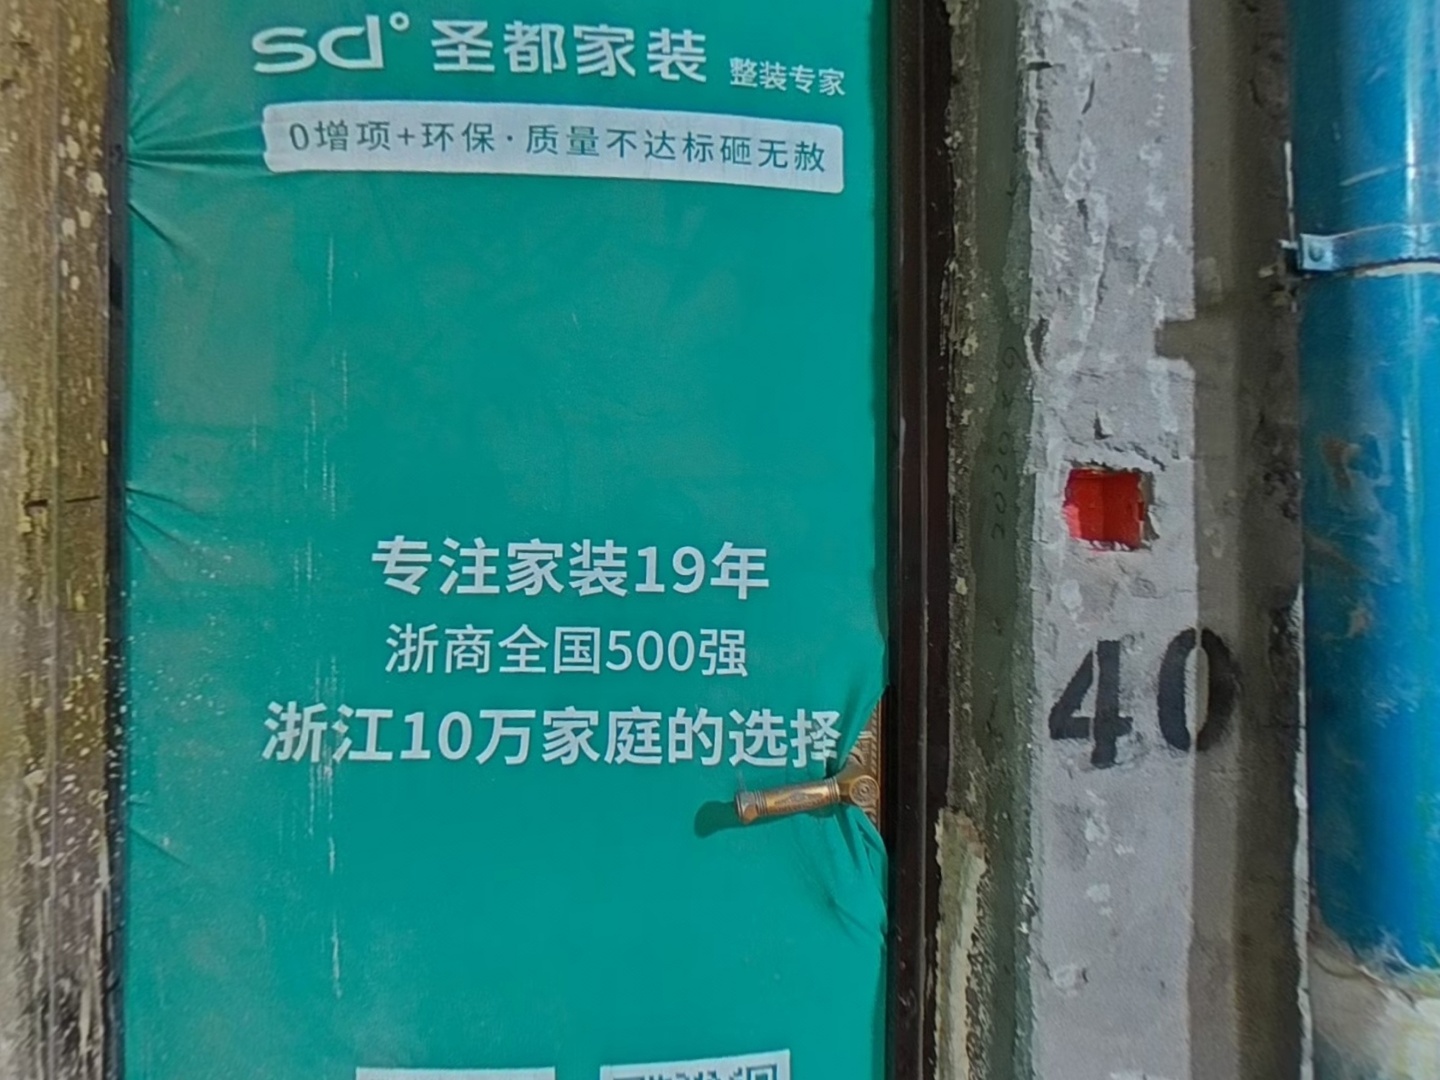 sd° 圣都家装 整装专家
0增项+环保·质量不达标砸无赦
专注家装19年
浙商全国500强
浙江10万家庭的选择
40